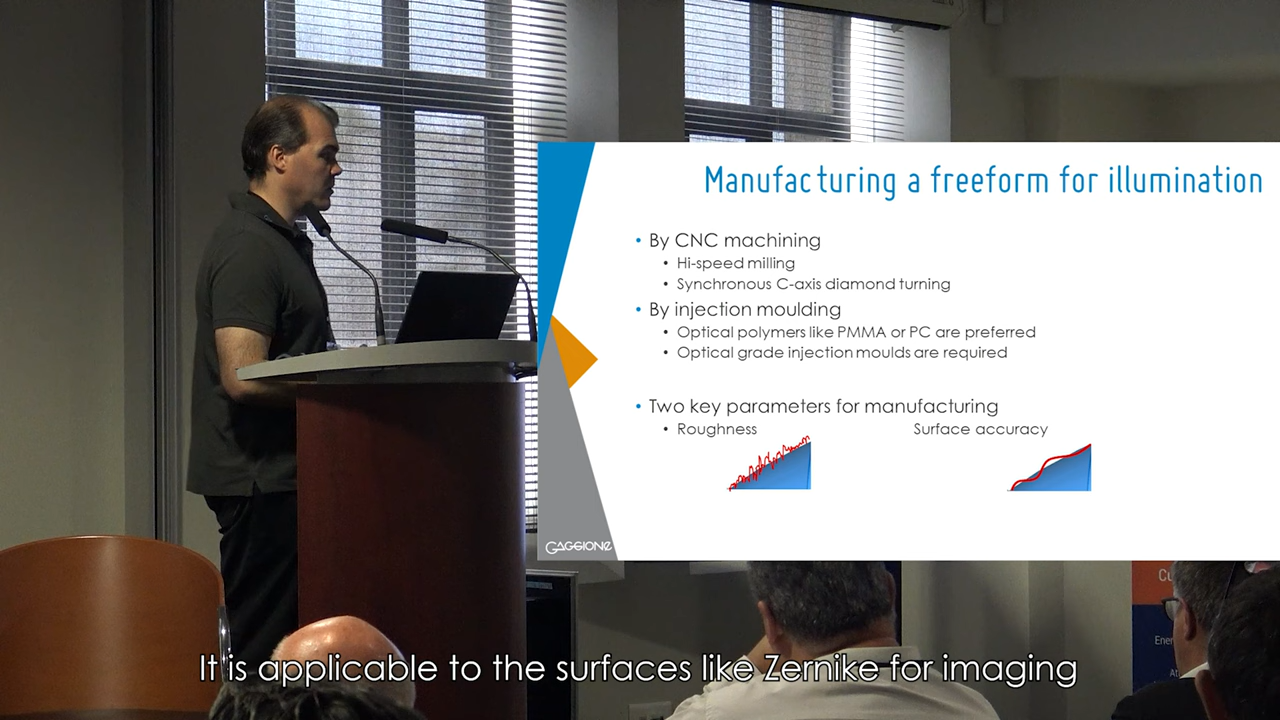 Manufacturing a freeform for illumination
• By CNC machining
• Hi-speed milling
• Synchronous C-axis diamond turning
• By injection moulding
• Optical polymers like PMMA or PC are preferred
• Optical grade injection moulds are required
• Two key parameters for manufacturing
• Roughness Surface accuracy
GAGGIONE
Cu
Ener
It is applicable to the surfaces like Zernike for imaging